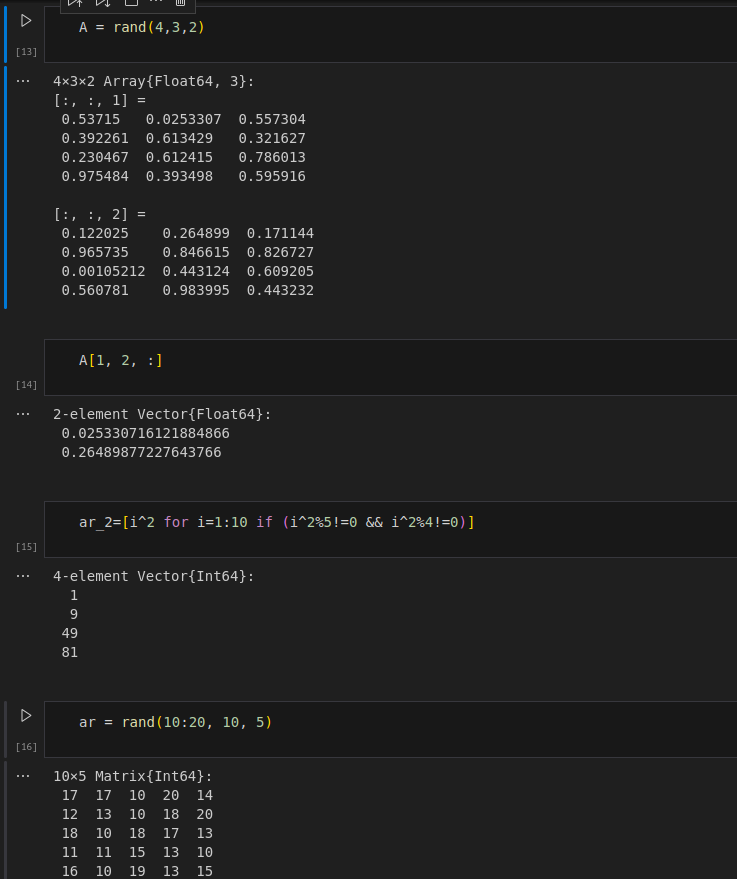 A = rand(4,3,2)
[13]
... 4×3×2 Array{Float64, 3}:
[:, :, 1] =
0.53715 0.0253307 0.557304
0.392261 0.613429 0.321627
0.230467 0.612415 0.786013
0.975484 0.393498 0.595916
[:, :, 2] =
0.122025 0.264899 0.171144
0.965735 0.846615 0.826727
0.00105212 0.443124 0.609205
0.560781 0.983995 0.443232
A[1, 2, :]
[14]
... 2-element Vector{Float64}:
0.025330716121884866
0.26489877227643766
ar_2=[i^2 for i=1:10 if (i^2%5!=0 && i^2%4!=0)]
[15]
... 4-element Vector{Int64}:
1
9
49
81
ar = rand(10:20, 10, 5)
[16]
... 10×5 Matrix{Int64}:
17 17 10 20 14
12 13 10 18 20
18 10 18 17 13
11 11 15 13 10
16 10 19 13 15